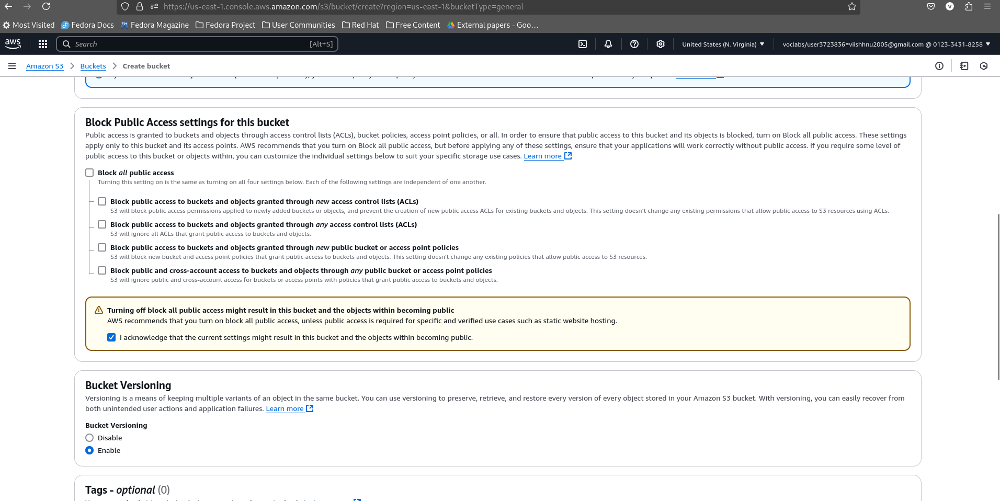 https://us-east-1.console.aws.amazon.com/s3/bucket/create?region=us-east-1&bucketType=general
V
Most Visited Fedora Docs FM Fedora Magazine Fedora Project User Communities Red Hat Free Content External papers - Goo…
aws Search [Alt+S] United States (N. Virginia) voclabs/user3723836=viishhnu2005@gmail.com @ 0123-3431-8258
Amazon S3 Buckets Create bucket
Block Public Access settings for this bucket
Public access is granted to buckets and objects through access control lists (ACLs), bucket policies, access point policies, or all. In order to ensure that public access to this bucket and its objects is blocked, turn on Block all public access. These settings
apply only to this bucket and its access points. AWS recommends that you turn on Block all public access, but before applying any of these settings, ensure that your applications will work correctly without public access. If you require some level of
public access to this bucket or objects within, you can customize the individual settings below to suit your specific storage use cases. Learn more
Block all public access
Turning this setting on is the same as turning on all four settings below. Each of the following settings are independent of one another.
Block public access to buckets and objects granted through new access control lists (ACLs)
S3 will block public access permissions applied to newly added buckets or objects, and prevent the creation of new public access ACLs for existing buckets and objects. This setting doesn’t change any existing permissions that allow public access to S3 resources using ACLs.
Block public access to buckets and objects granted through any access control lists (ACLs)
S3 will ignore all ACLs that grant public access to buckets and objects.
Block public access to buckets and objects granted through new public bucket or access point policies
S3 will block new bucket and access point policies that grant public access to buckets and objects. This setting doesn't change any existing policies that allow public access to S3 resources.
Block public and cross-account access to buckets and objects through any public bucket or access point policies
S3 will ignore public and cross-account access for buckets or access points with policies that grant public access to buckets and objects.
Turning off block all public access might result in this bucket and the objects within becoming public
AWS recommends that you turn on block all public access, unless public access is required for specific and verified use cases such as static website hosting.
I acknowledge that the current settings might result in this bucket and the objects within becoming public.
Bucket Versioning
Versioning is a means of keeping multiple variants of an object in the same bucket. You can use versioning to preserve, retrieve, and restore every version of every object stored in your Amazon S3 bucket. With versioning, you can easily recover from
both unintended user actions and application failures. Learn more
Bucket Versioning
Disable
Enable
Tags - optional (0)